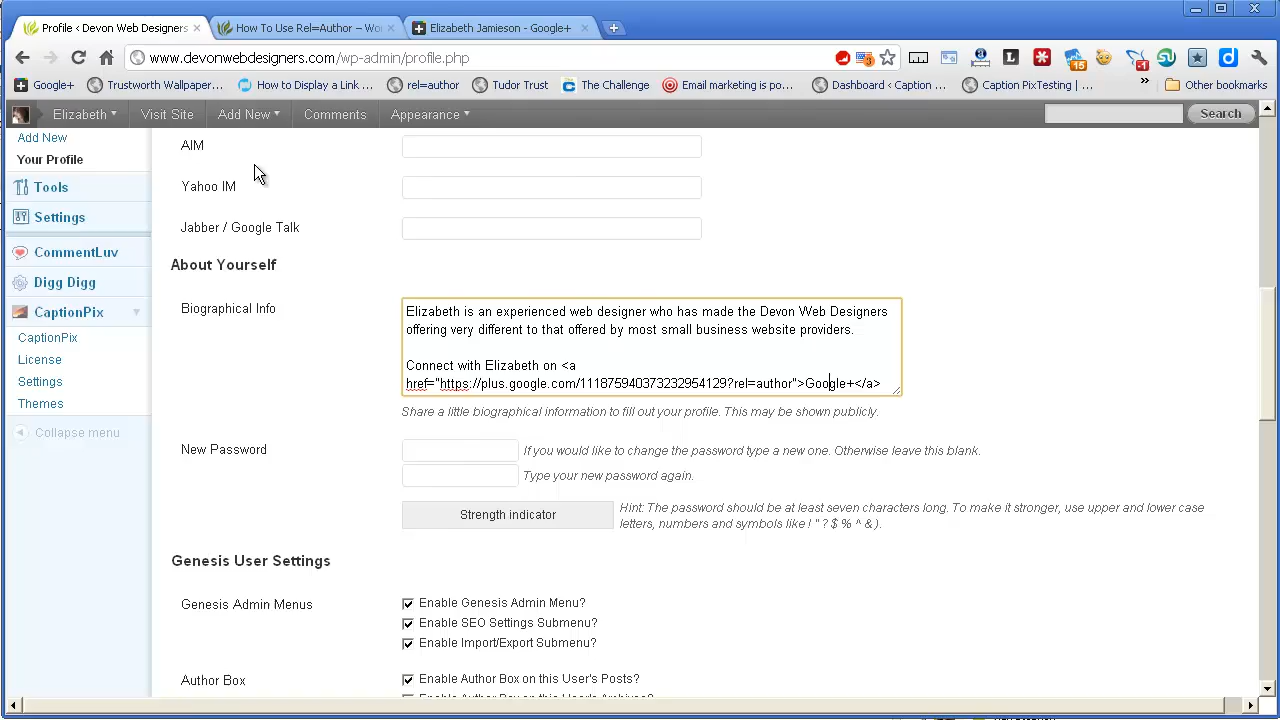 Profile ‹ Devon Web Designers
How To Use Rel=Author – Wo
Elizabeth Jamieson - Google+
www.devonwebdesigners.com/wp-admin/profile.php
15
-1
Google+
Trustworth Wallpaper...
How to Display a Link ...
rel=author
Tudor Trust
The Challenge
Email marketing is po...
Dashboard ‹ Caption ...
Caption PixTesting | ...
»
Other bookmarks
Elizabeth
Visit Site
Add New
Comments
Appearance
Search
Add New
Your Profile
Tools
Settings
CommentLuv
Digg Digg
CaptionPix
CaptionPix
License
Settings
Themes
Collapse menu
AIM
Yahoo IM
Jabber / Google Talk
About Yourself
Biographical Info
Elizabeth is an experienced web designer who has made the Devon Web Designers
offering very different to that offered by most small business website providers.
Connect with Elizabeth on <a
href="https://plus.google.com/111875940373232954129?rel=author">Google+</a>
Share a little biographical information to fill out your profile. This may be shown publicly.
New Password
If you would like to change the password type a new one. Otherwise leave this blank.
Type your new password again.
Strength indicator
Hint: The password should be at least seven characters long. To make it stronger, use upper and lower case
letters, numbers and symbols like ! " ? $ % ^ & ).
Genesis User Settings
Genesis Admin Menus
Enable Genesis Admin Menu?
Enable SEO Settings Submenu?
Enable Import/Export Submenu?
Author Box
Enable Author Box on this User's Posts?
Enable Author Box on this User's Archives?